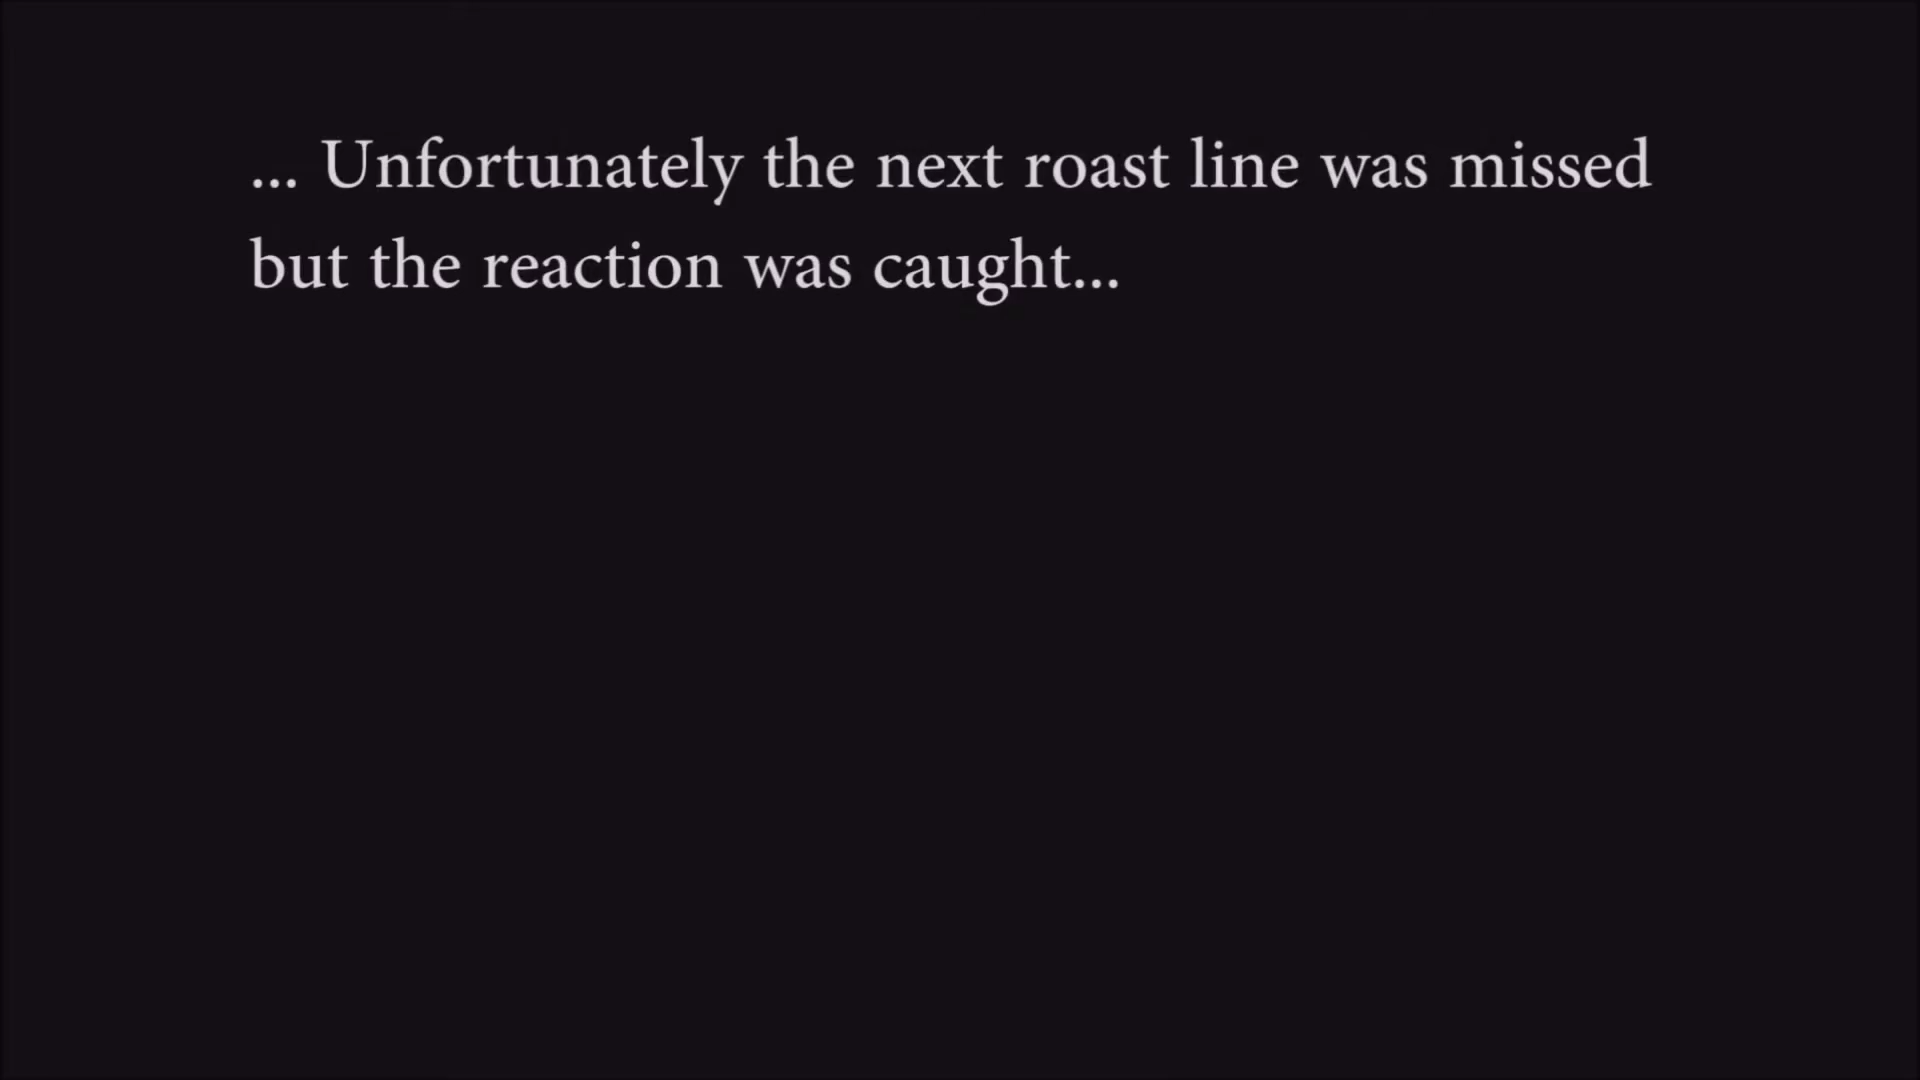 ... Unfortunately the next roast line was missed
but the reaction was caught...